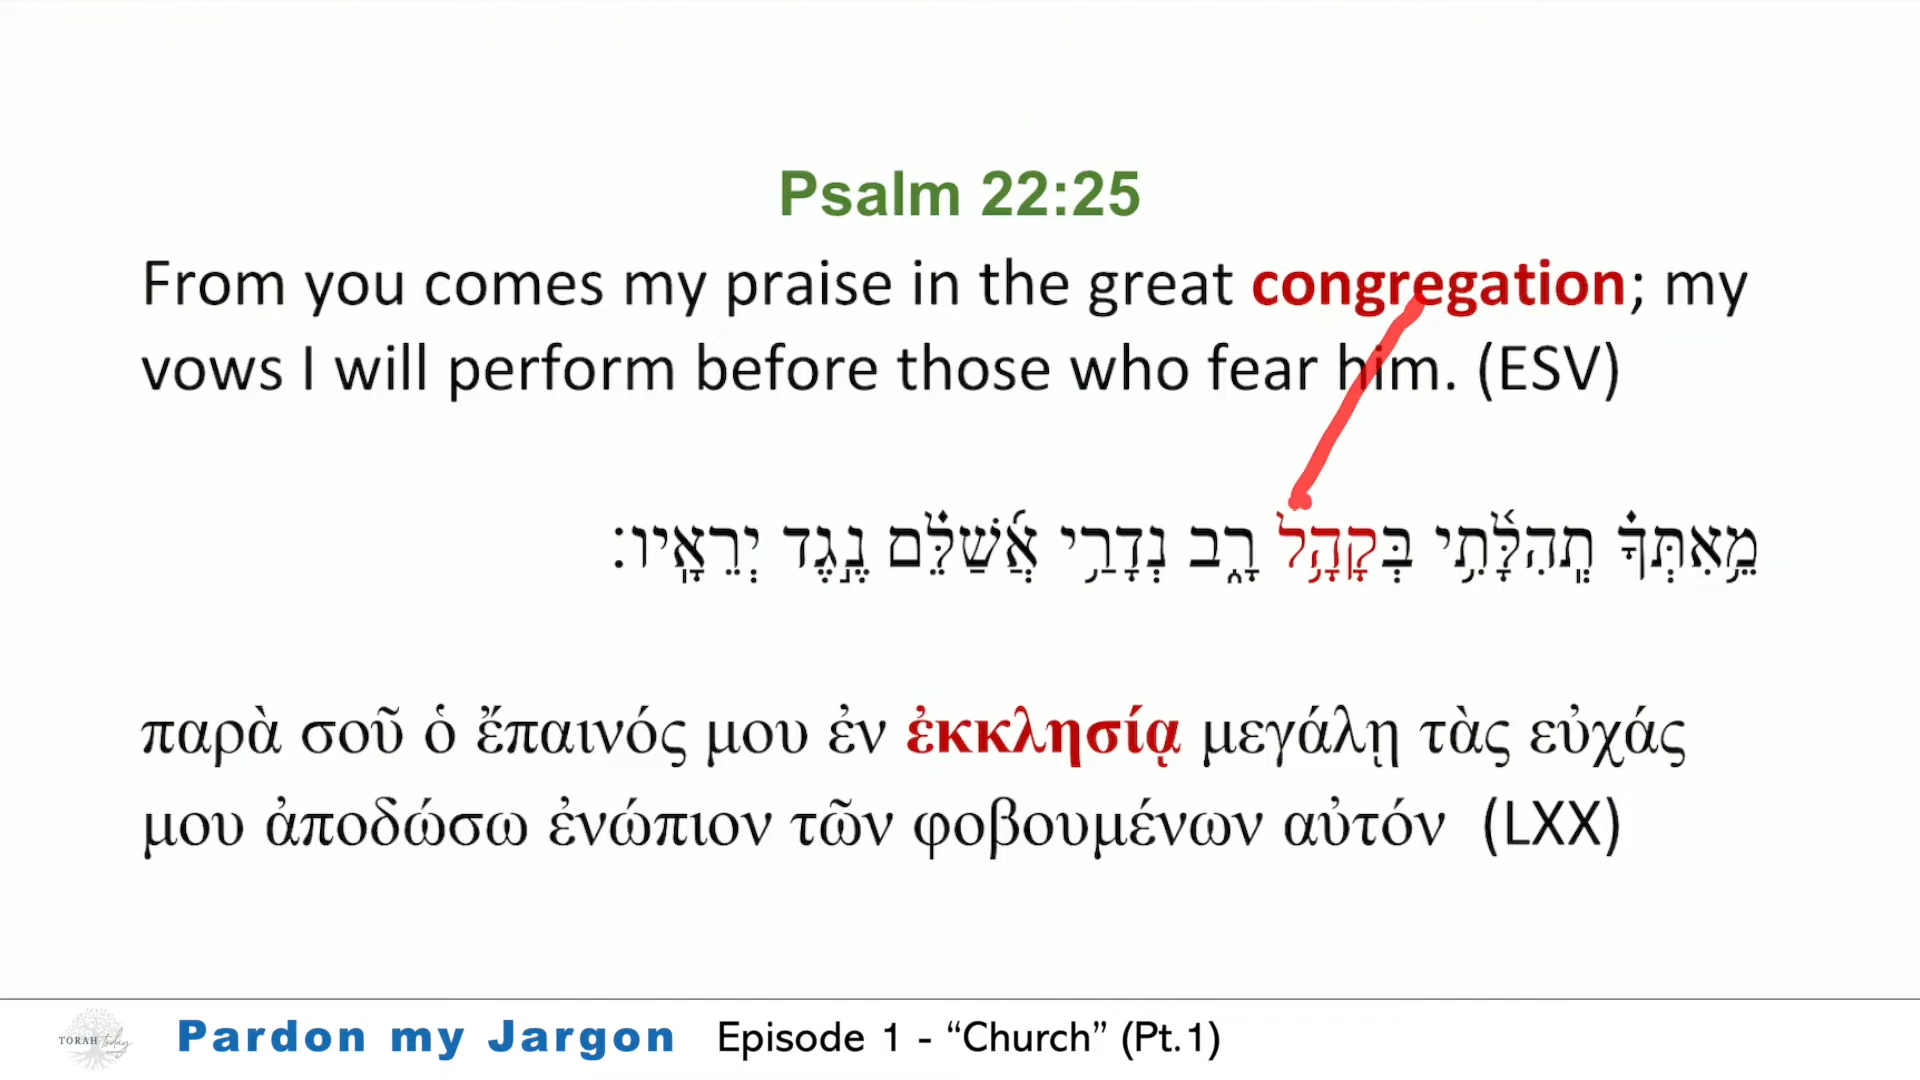 Psalm 22:25
From you comes my praise in the great congregation; my
vows I will perform before those who fear him. (ESV)
מֵ֥אִתְּךָ֗ תְֽהִלָּ֫תִ֥י בְּקָהָ֥ל רָ֑ב נְדָרַ֥י אֲ֝שַׁלֵּ֗ם נֶ֣גֶד יְרֵאָֽיו׃
παρὰ σοῦ ὁ ἔπαινός μου ἐν ἐκκλησίᾳ μεγάλῃ τὰς εὐχάς
μου ἀποδώσω ἐνώπιον τῶν φοβουμένων αὐτόν (LXX)
TORAH today
Pardon my Jargon Episode 1 - “Church” (Pt.1)